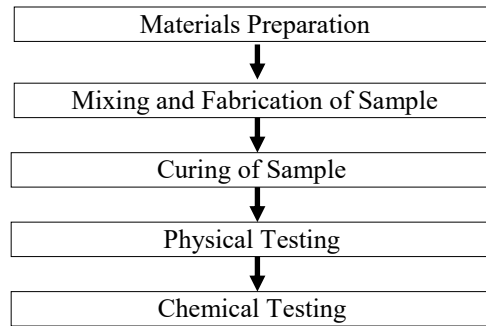 Materials Preparation
Mixing and Fabrication of Sample
Curing of Sample
Physical Testing
Chemical Testing